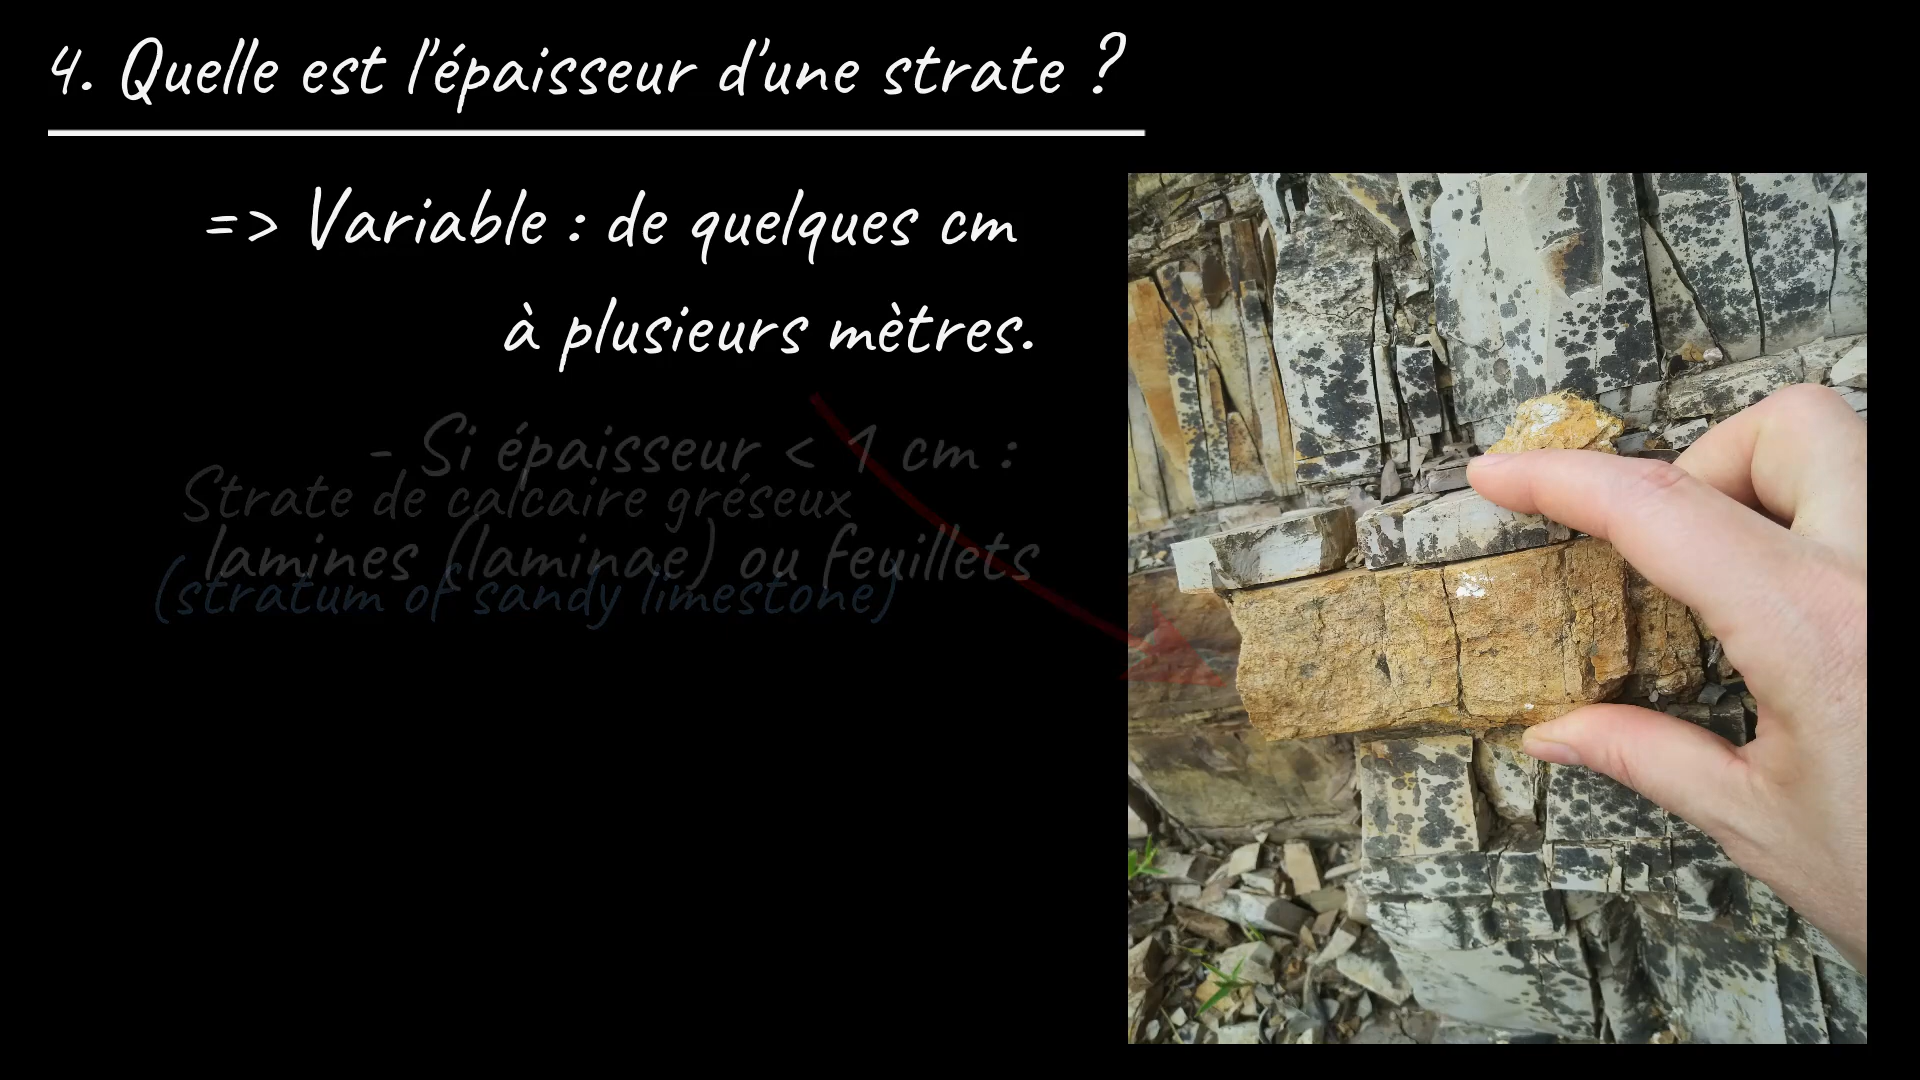 4. Quelle est l'épaisseur d'une strate ?
=> Variable : de quelques cm
à plusieurs mètres.
- Si épaisseur < 1 cm :
Strate de calcaire gréseux
lamines (laminae) ou feuillets
(stratum of sandy limestone)